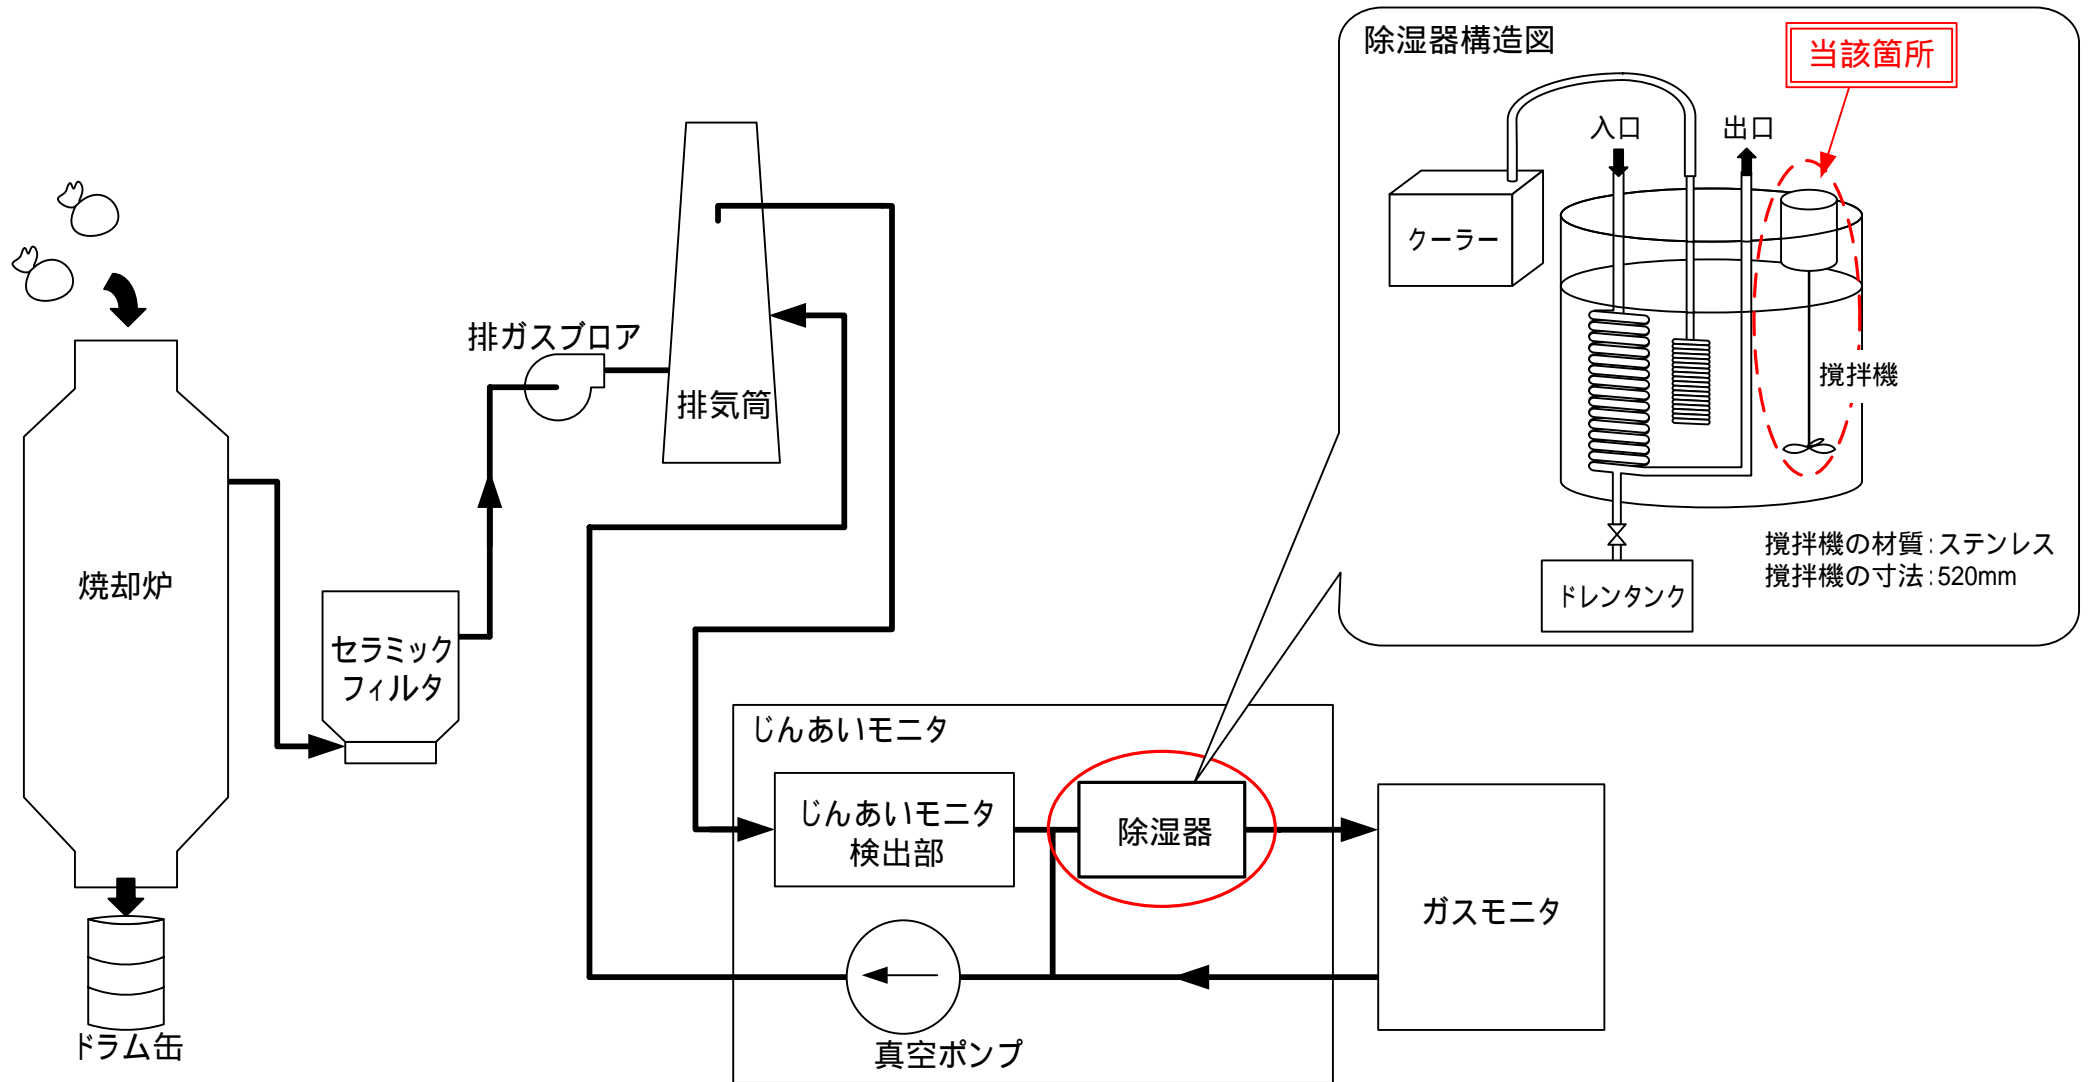 除湿器構造図
当該箇所
入口
出口
クーラー
攪拌機
攪拌機の材質:ステンレス
攪拌機の寸法:520mm
ドレンタンク
排ガスブロア
排気筒
焼却炉
セラミック
フィルタ
じんあいモニタ
じんあいモニタ
検出部
除湿器
ガスモニタ
真空ポンプ
ドラム缶